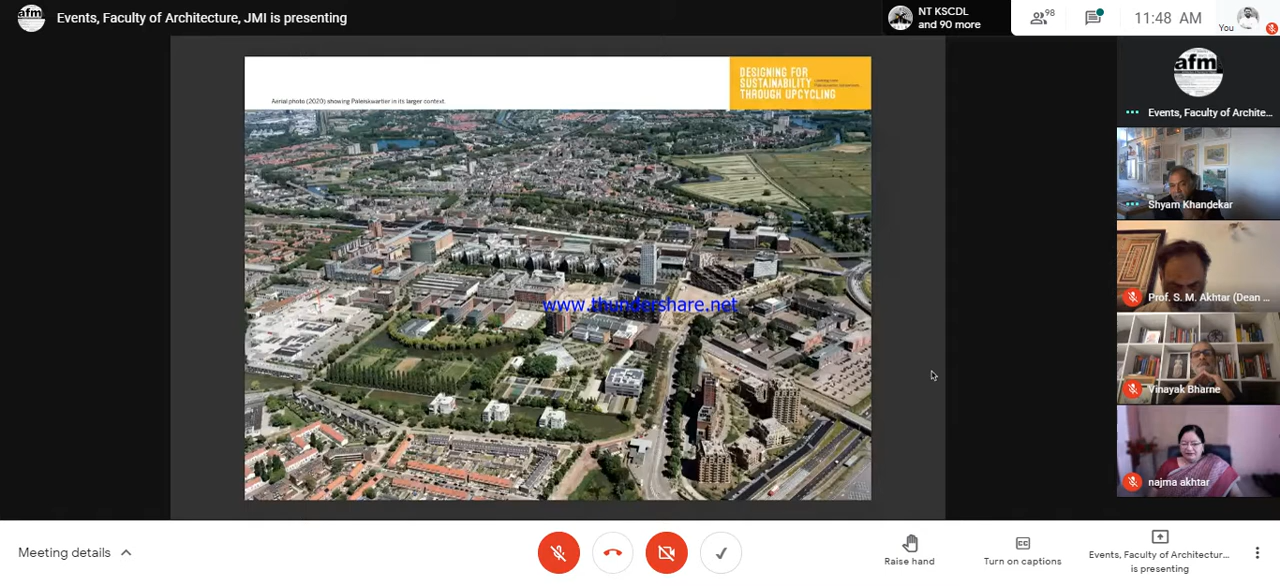 afm
Events, Faculty of Architecture, JMI is presenting
NT KSCDL
and 90 more
98
11:48 AM
You
Aerial photo (2020) showing Paleiskwartier in its larger context
DESIGNING FOR
SUSTAINABILITY
THROUGH UPCYCLING
www.thundershare.net
afm
Events, Faculty of Archite...
Shyam Khandekar
Prof. S. M. Akhtar (Dean ...
Vinayak Bharne
najma akhtar
Meeting details
Raise hand
Turn on captions
Events, Faculty of Architectur...
is presenting